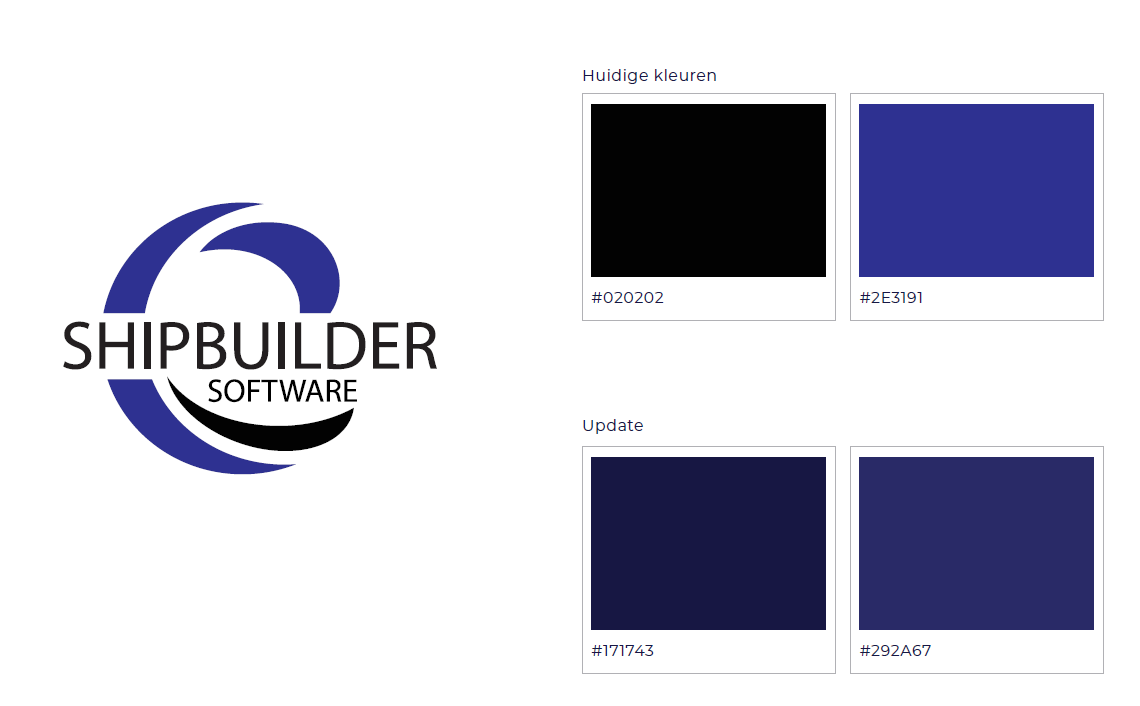 SHIPBUILDER
SOFTWARE
Huidige kleuren
#020202
#2E3191
Update
#171743
#292A67